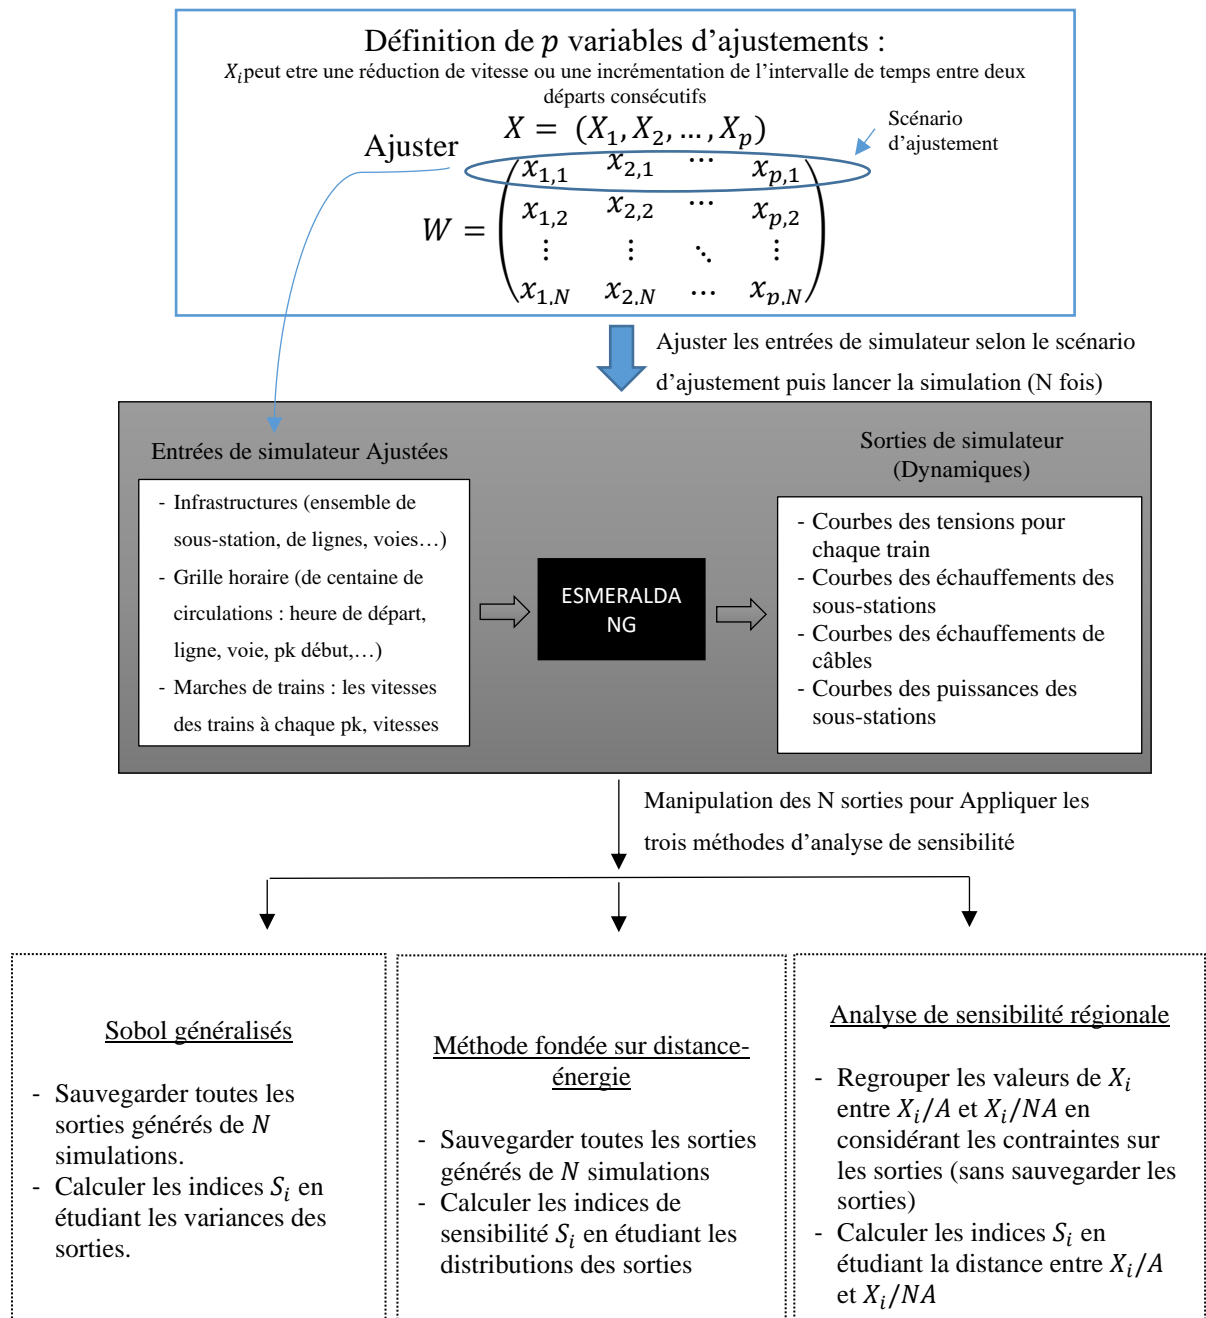 Définition de 𝑝 variables d’ajustements :
𝑋𝑖 peut etre une réduction de vitesse ou une incrémentation de l’intervalle de temps entre deux
départs consécutifs
Scénario
d’ajustement
𝑋 = (𝑋1, 𝑋2, … , 𝑋𝑝)
Ajuster
𝑊 =
𝑥1,1 𝑥2,1 ⋯ 𝑥𝑝,1
𝑥1,2 𝑥2,2 ⋯ 𝑥𝑝,2
⋮ ⋮ ⋱ ⋮
𝑥1,𝑁 𝑥2,𝑁 … 𝑥𝑝,𝑁
Ajuster les entrées de simulateur selon le scénario
d’ajustement puis lancer la simulation (N fois)
Entrées de simulateur Ajustées
- Infrastructures (ensemble de
sous-station, de lignes, voies…)
- Grille horaire (de centaine de
circulations : heure de départ,
ligne, voie, pk début,…)
- Marches de trains : les vitesses
des trains à chaque pk, vitesses
ESMERALDA
NG
Sorties de simulateur
(Dynamiques)
- Courbes des tensions pour
chaque train
- Courbes des échauffements des
sous-stations
- Courbes des échauffements de
câbles
- Courbes des puissances des
sous-stations
Manipulation des N sorties pour Appliquer les
trois méthodes d’analyse de sensibilité
Sobol généralisés
- Sauvegarder toutes les
sorties générés de 𝑁
simulations.
- Calculer les indices 𝑆𝑖 en
étudiant les variances des
sorties.
Méthode fondée sur distance-
énergie
- Sauvegarder toutes les sorties
générés de 𝑁 simulations
- Calculer les indices de
sensibilité 𝑆𝑖 en étudiant les
distributions des sorties
Analyse de sensibilité régionale
- Regrouper les valeurs de 𝑋𝑖
entre 𝑋𝑖/𝐴 et 𝑋𝑖/𝑁𝐴 en
considérant les contraintes sur
les sorties (sans sauvegarder les
sorties)
- Calculer les indices 𝑆𝑖 en
étudiant la distance entre 𝑋𝑖/𝐴
et 𝑋𝑖/𝑁𝐴